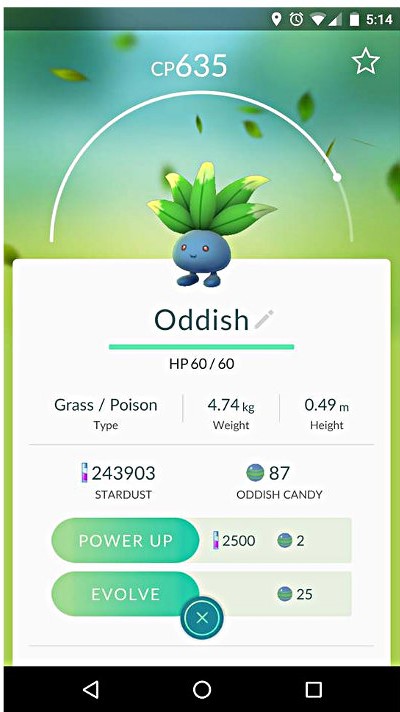 5:14
CP635
Oddish
HP 60 / 60
Grass / Poison 4.74 kg 0.49 m
Type Weight Height
243903 87
STARDUST ODDISH CANDY
POWER UP 2500 2
EVOLVE 25